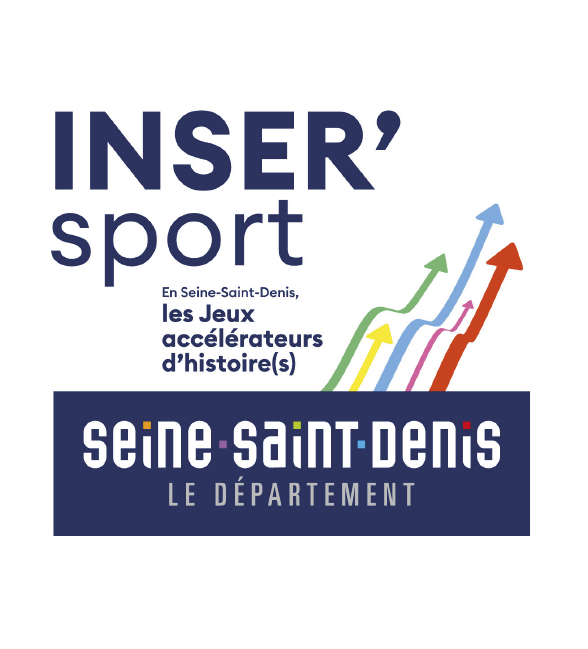 INSER’
sport
En Seine-Saint-Denis,
les Jeux
accélérateurs
d’histoire(s)
seine·saint·denis
LE DÉPARTEMENT